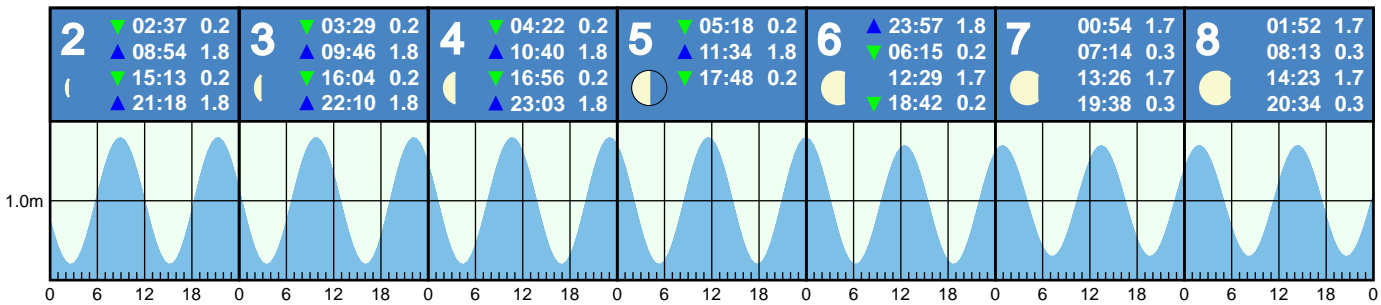 2
▼ 02:37 0.2
▲ 08:54 1.8
▼ 15:13 0.2
▲ 21:18 1.8
3
▼ 03:29 0.2
▲ 09:46 1.8
▼ 16:04 0.2
▲ 22:10 1.8
4
▼ 04:22 0.2
▲ 10:40 1.8
▼ 16:56 0.2
▲ 23:03 1.8
5
▼ 05:18 0.2
▲ 11:34 1.8
▼ 17:48 0.2
6
▲ 23:57 1.8
▼ 06:15 0.2
12:29 1.7
▼ 18:42 0.2
7
00:54 1.7
07:14 0.3
13:26 1.7
19:38 0.3
8
01:52 1.7
08:13 0.3
14:23 1.7
20:34 0.3
1.0m
0 6 12 18 0 6 12 18 0 6 12 18 0 6 12 18 0 6 12 18 0 6 12 18 0 6 12 18 0